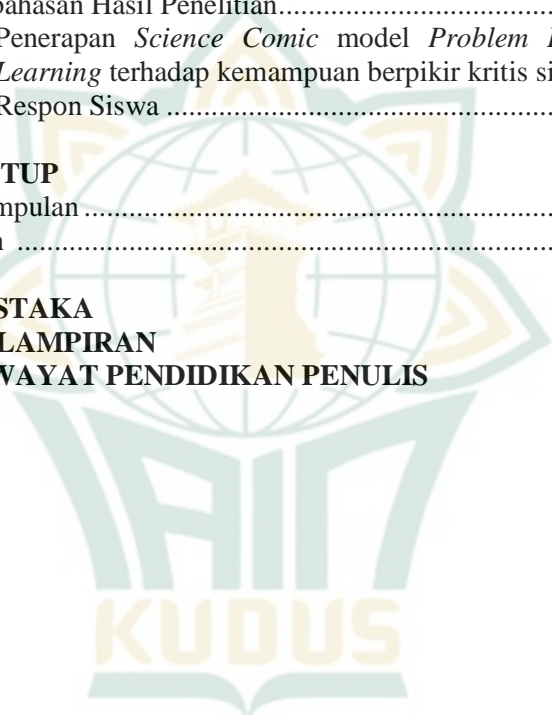 bahasan Hasil Penelitian..................................
Penerapan Science Comic model Problem
Learning terhadap kemampuan berpikir kritis si
Respon Siswa ..................................................
TUP
mpulan ............................................................
n .....................................................................
STAKA
LAMPIRAN
WAYAT PENDIDIKAN PENULIS
IAIN
KUDUS